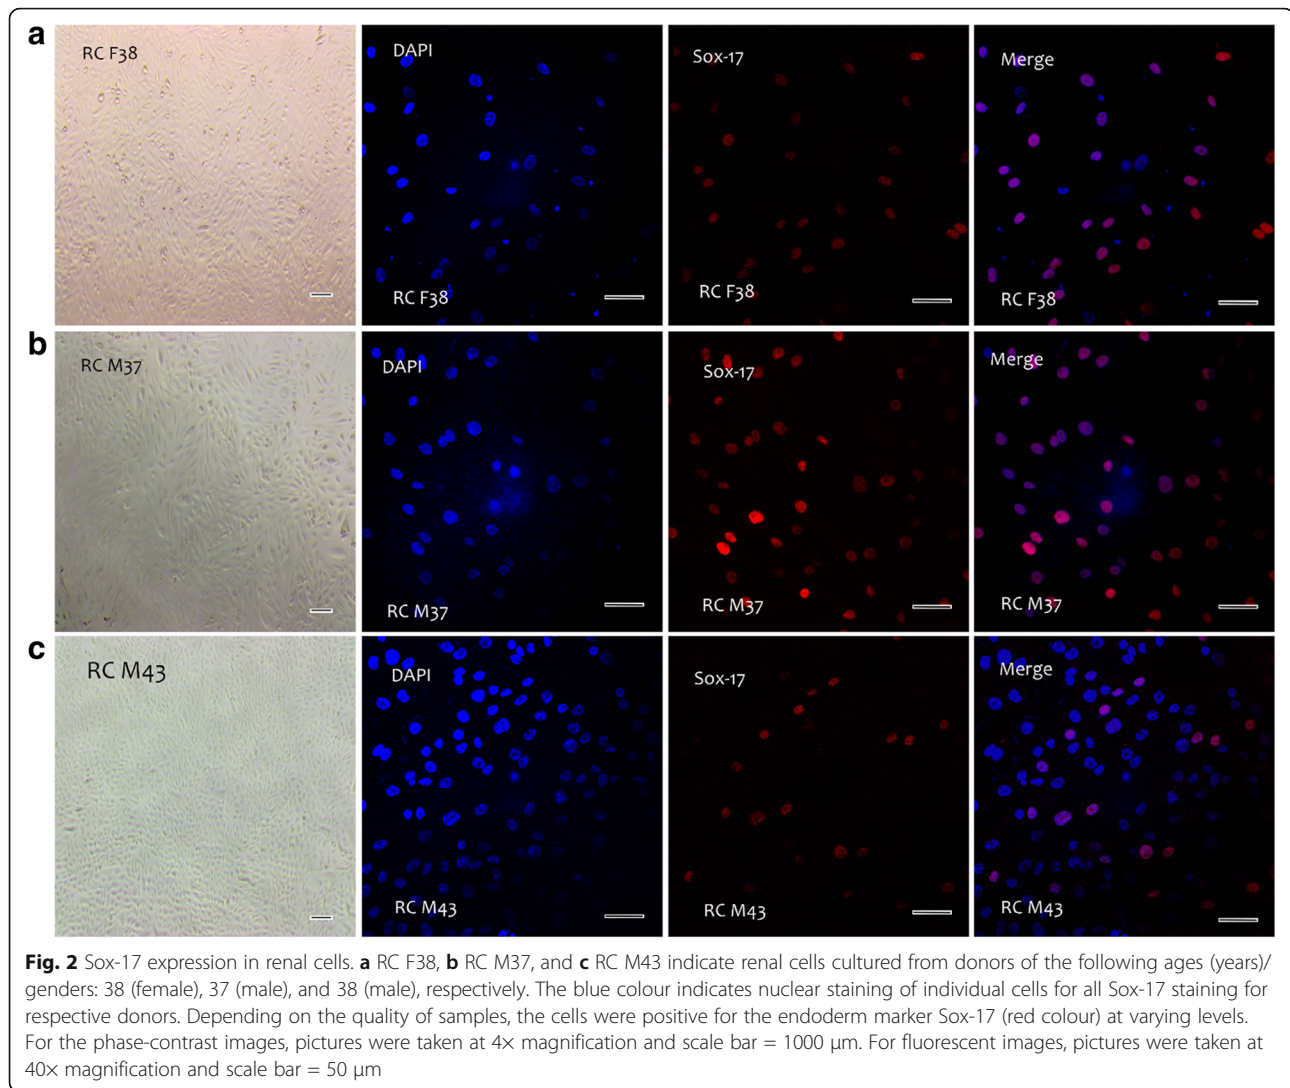 a
RC F38
DAPI
RC F38
Sox-17
RC F38
Merge
RC F38
b
RC M37
DAPI
RC M37
Sox-17
RC M37
Merge
RC M37
c
RC M43
DAPI
RC M43
Sox-17
RC M43
Merge
RC M43
Fig. 2 Sox-17 expression in renal cells. a RC F38, b RC M37, and c RC M43 indicate renal cells cultured from donors of the following ages (years)/
genders: 38 (female), 37 (male), and 38 (male), respectively. The blue colour indicates nuclear staining of individual cells for all Sox-17 staining for
respective donors. Depending on the quality of samples, the cells were positive for the endoderm marker Sox-17 (red colour) at varying levels.
For the phase-contrast images, pictures were taken at 4× magnification and scale bar = 1000 μm. For fluorescent images, pictures were taken at
40× magnification and scale bar = 50 μm